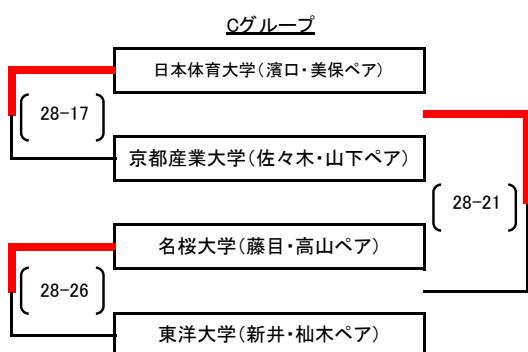 Cグループ
日本体育大学(濱口・美保ペア)
28-17
京都産業大学(佐々木・山下ペア)
28-21
名桜大学(藤目・高山ペア)
28-26
東洋大学(新井・杣木ペア)